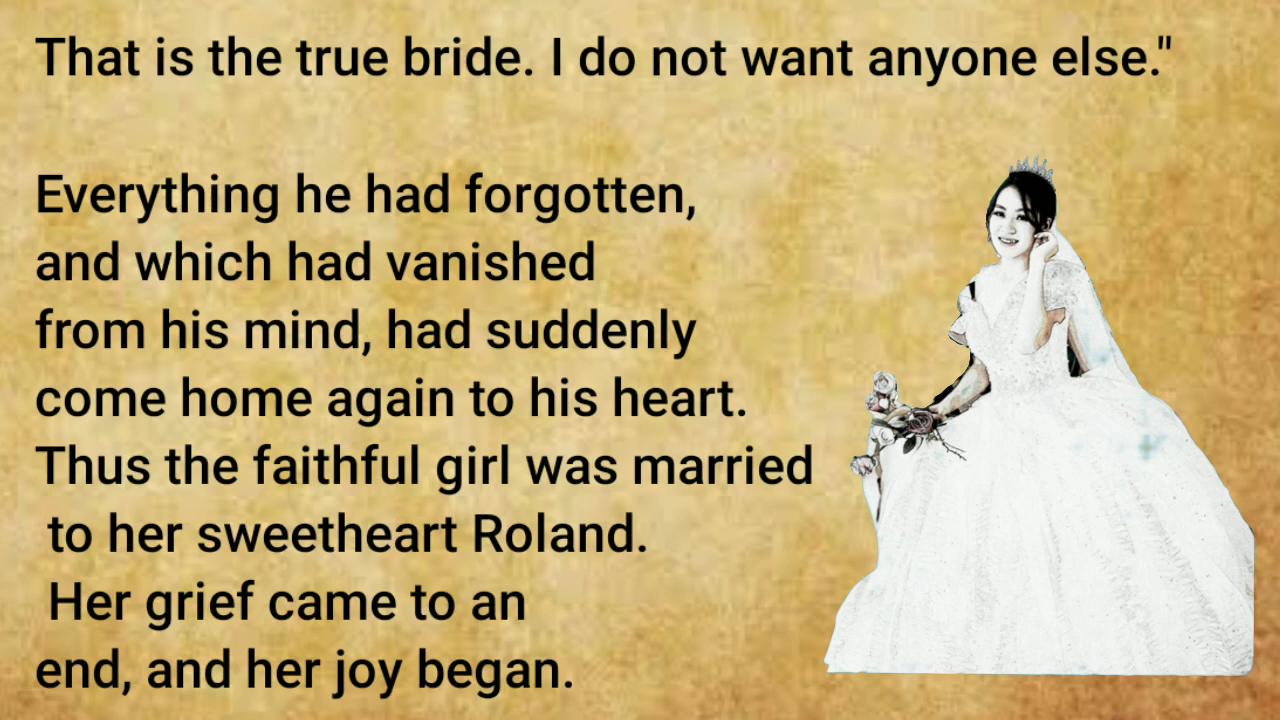 That is the true bride. I do not want anyone else."
Everything he had forgotten,
and which had vanished
from his mind, had suddenly
come home again to his heart.
Thus the faithful girl was married
to her sweetheart Roland.
Her grief came to an
end, and her joy began.